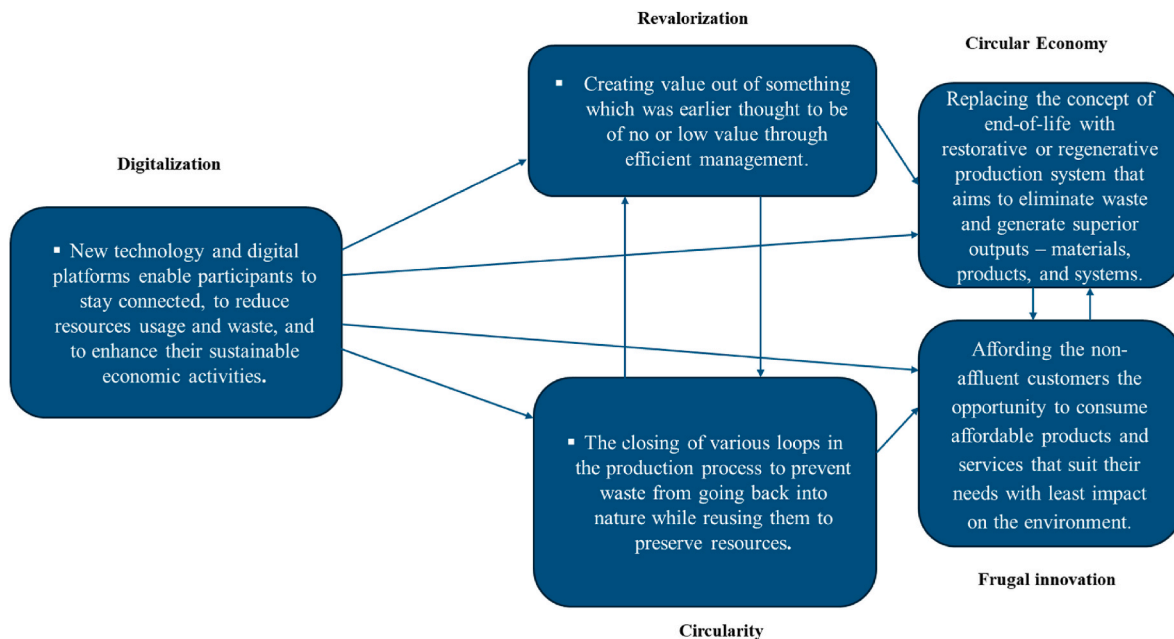 Digitalization
▪ New technology and digital
platforms enable participants to
stay connected, to reduce
resources usage and waste, and
to enhance their sustainable
economic activities.
Revalorization
▪ Creating value out of something
which was earlier thought to be
of no or low value through
efficient management.
▪ The closing of various loops in
the production process to prevent
waste from going back into
nature while reusing them to
preserve resources.
Circularity
Circular Economy
Replacing the concept of
end-of-life with
restorative or regenerative
production system that
aims to eliminate waste
and generate superior
outputs – materials,
products, and systems.
Affording the non-
affluent customers the
opportunity to consume
affordable products and
services that suit their
needs with least impact
on the environment.
Frugal innovation